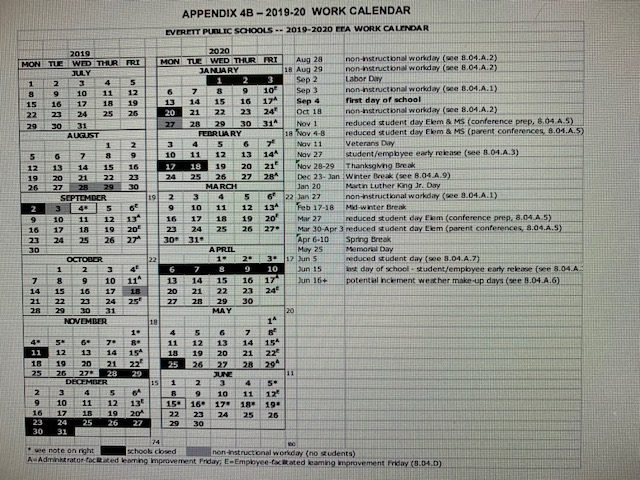 APPENDIX 4B – 2019-20 WORK CALENDAR
EVERETT PUBLIC SCHOOLS -- 2019-2020 EEA WORK CALENDAR
2019
MON TUE WED THUR FRI
JULY
1 2 3 4 5
8 9 10 11 12
15 16 17 18 19
22 23 24 25 26
29 30 31
AUGUST
1 2
5 6 7 8 9
12 13 14 15 16
19 20 21 22 23
26 27 28 29 30
SEPTEMBER 19
2 3 4* 5 6E
9 10 11 12 13A
16 17 18 19 20E
23 24 25 26 27A
30
OCTOBER 22
1 2 3 4E
7 8 9 10 11A
14 15 16 17 18
21 22 23 24 25E
28 29 30 31
NOVEMBER 18
1*
4* 5* 6* 7* 8*
11 12 13 14 15A
18 19 20 21 22E
25 26 27* 28 29
DECEMBER 15
2 3 4 5 6A
9 10 11 12 13E
16 17 18 19 20A
23 24 25 26 27
30 31
74
2020
MON TUE WED THUR FRI
JANUARY 18
1 2 3
6 7 8 9 10E
13 14 15 16 17A
20 21 22 23 24E
27 28 29 30 31A
FEBRUARY 18
3 4 5 6 7E
10 11 12 13 14A
17 18 19 20 21E
24 25 26 27 28A
MARCH 22
2 3 4 5 6E
9 10 11 12 13A
16 17 18 19 20E
23 24 25 26 27*
30* 31*
APRIL 17
1* 2* 3*
6 7 8 9 10
13 14 15 16 17A
20 21 22 23 24E
27 28 29 30
MAY 20
1A
4 5 6 7 8E
11 12 13 14 15A
18 19 20 21 22E
25 26 27 28 29A
JUNE 11
1 2 3 4 5*
8 9 10 11 12E
15* 16* 17* 18* 19*
22 23 24 25 26
29 30
Aug 28 non-instructional workday (see 8.04.A.2)
Aug 29 non-instructional workday (see 8.04.A.2)
Sep 2 Labor Day
Sep 3 non-instructional workday (see 8.04.A.1)
Sep 4 first day of school
Oct 18 non-instructional workday (see 8.04.A.2)
Nov 1 reduced student day Elem & MS (conference prep, 8.04.A.5)
Nov 4-8 reduced student day Elem & MS (parent conferences, 8.04.A.5)
Nov 11 Veterans Day
Nov 27 student/employee early release (see 8.04.A.3)
Nov 28-29 Thanksgiving Break
Dec 23- Jan Winter Break (see 8.04.A.9)
Jan 20 Martin Luther King Jr. Day
Jan 27 non-instructional workday (see 8.04.A.1)
Feb 17-18 Mid-winter Break
Mar 27 reduced student day Elem (conference prep, 8.04.A.5)
Mar 30-Apr 3 reduced student day Elem (parent conferences, 8.04.A.5)
Apr 6-10 Spring Break
May 25 Memorial Day
Jun 5 reduced student day (see 8.04.A.7)
Jun 15 last day of school - student/employee early release (see 8.04.A.
Jun 16+ potential inclement weather make-up days (see 8.04.A.6)
* see note on right schools closed non-instructional workday (no students)
A=Administrator-facilitated learning improvement Friday; E=Employee-facilitated learning improvement Friday (8.04.D)